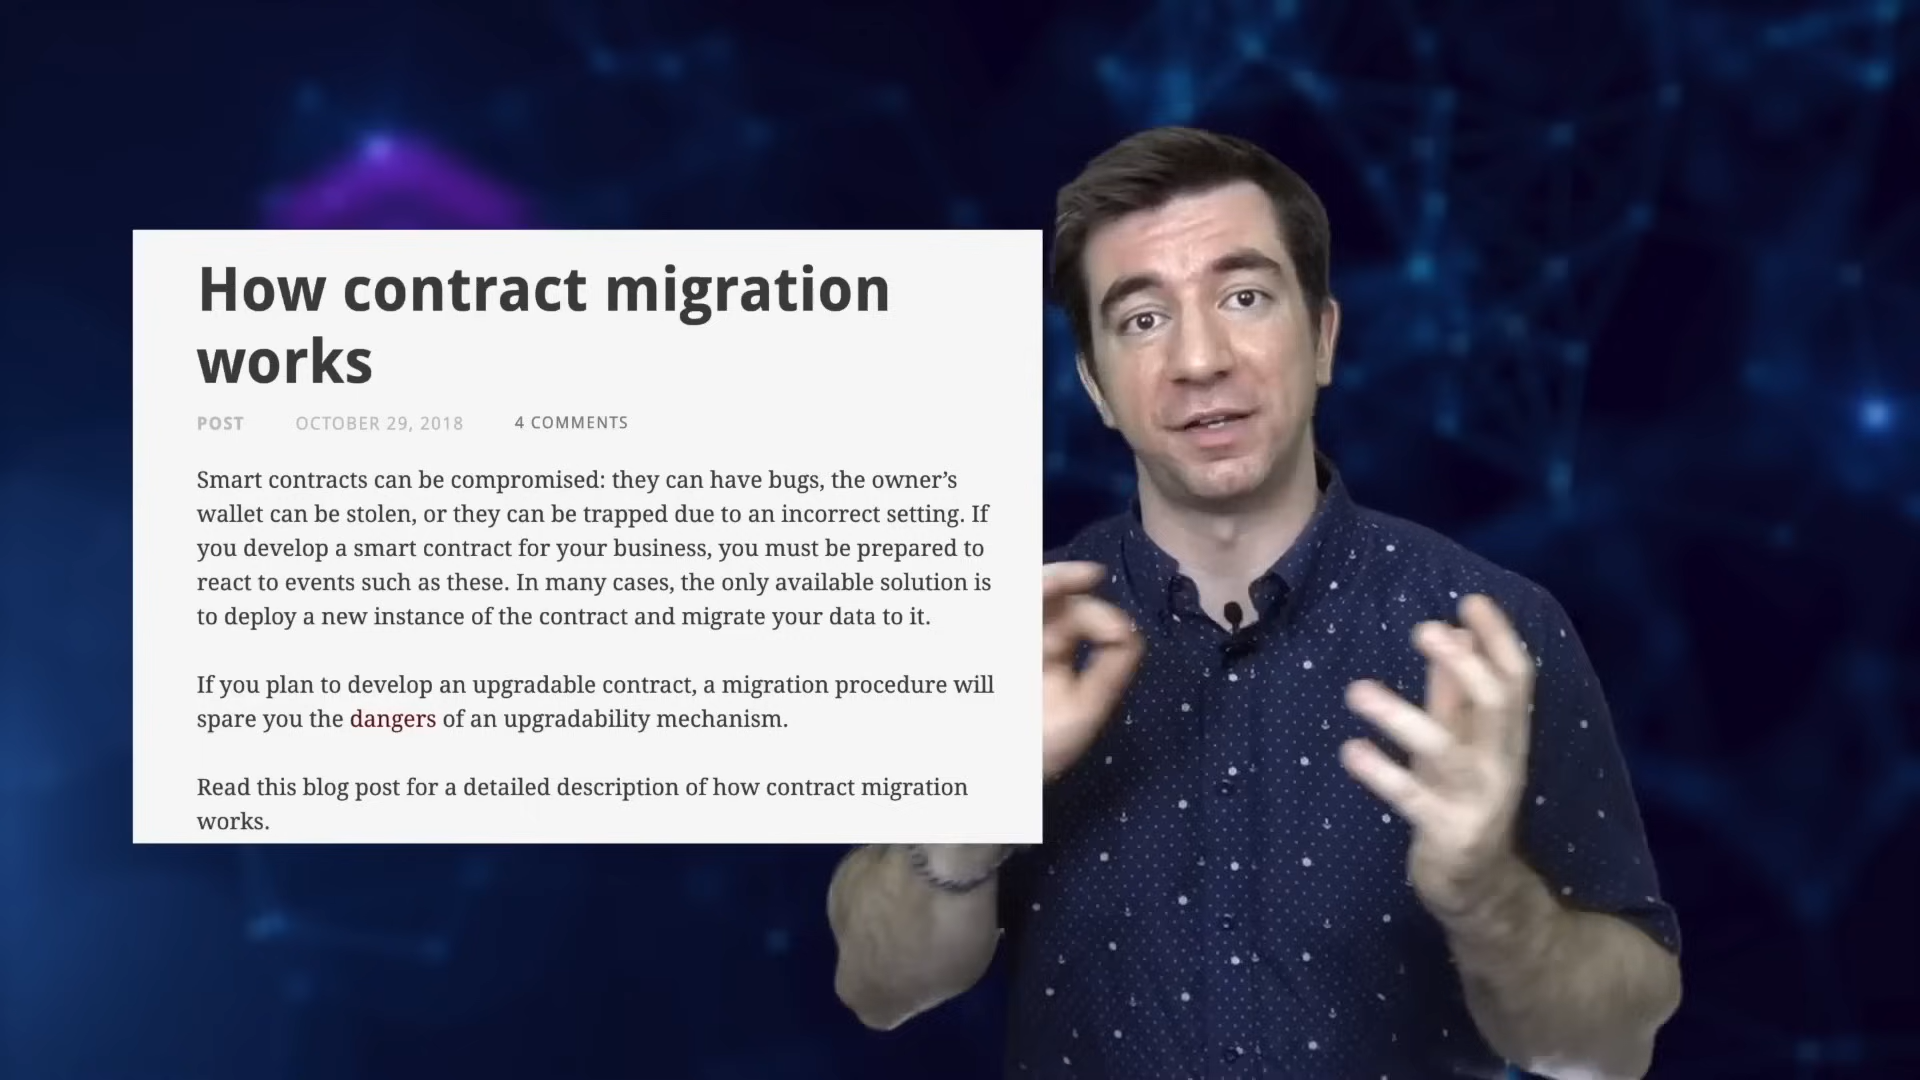 How contract migration
works
POST OCTOBER 29, 2018 4 COMMENTS
Smart contracts can be compromised: they can have bugs, the owner’s
wallet can be stolen, or they can be trapped due to an incorrect setting. If
you develop a smart contract for your business, you must be prepared to
react to events such as these. In many cases, the only available solution is
to deploy a new instance of the contract and migrate your data to it.
If you plan to develop an upgradable contract, a migration procedure will
spare you the dangers of an upgradability mechanism.
Read this blog post for a detailed description of how contract migration
works.